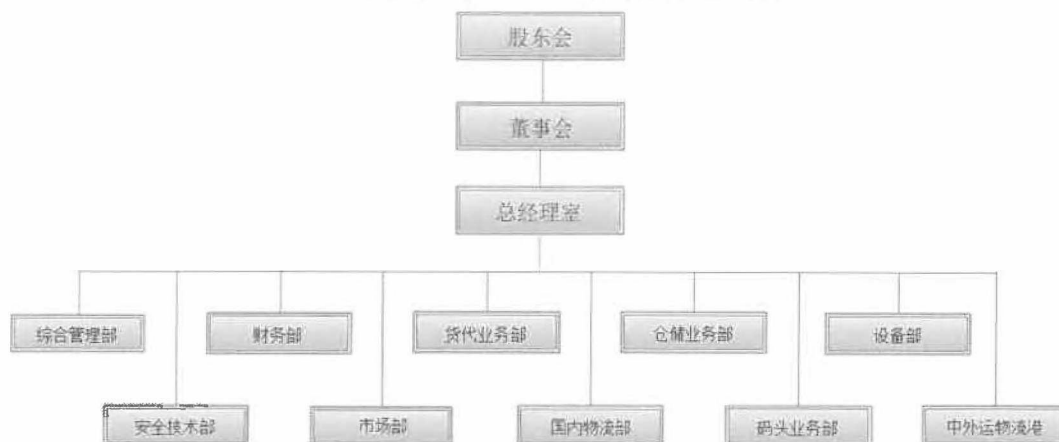 股东会
董事会
总经理室
综合管理部
财务部
货代业务部
仓储业务部
设备部
安全技术部
市场部
国内物流部
码头业务部
中外运物流港